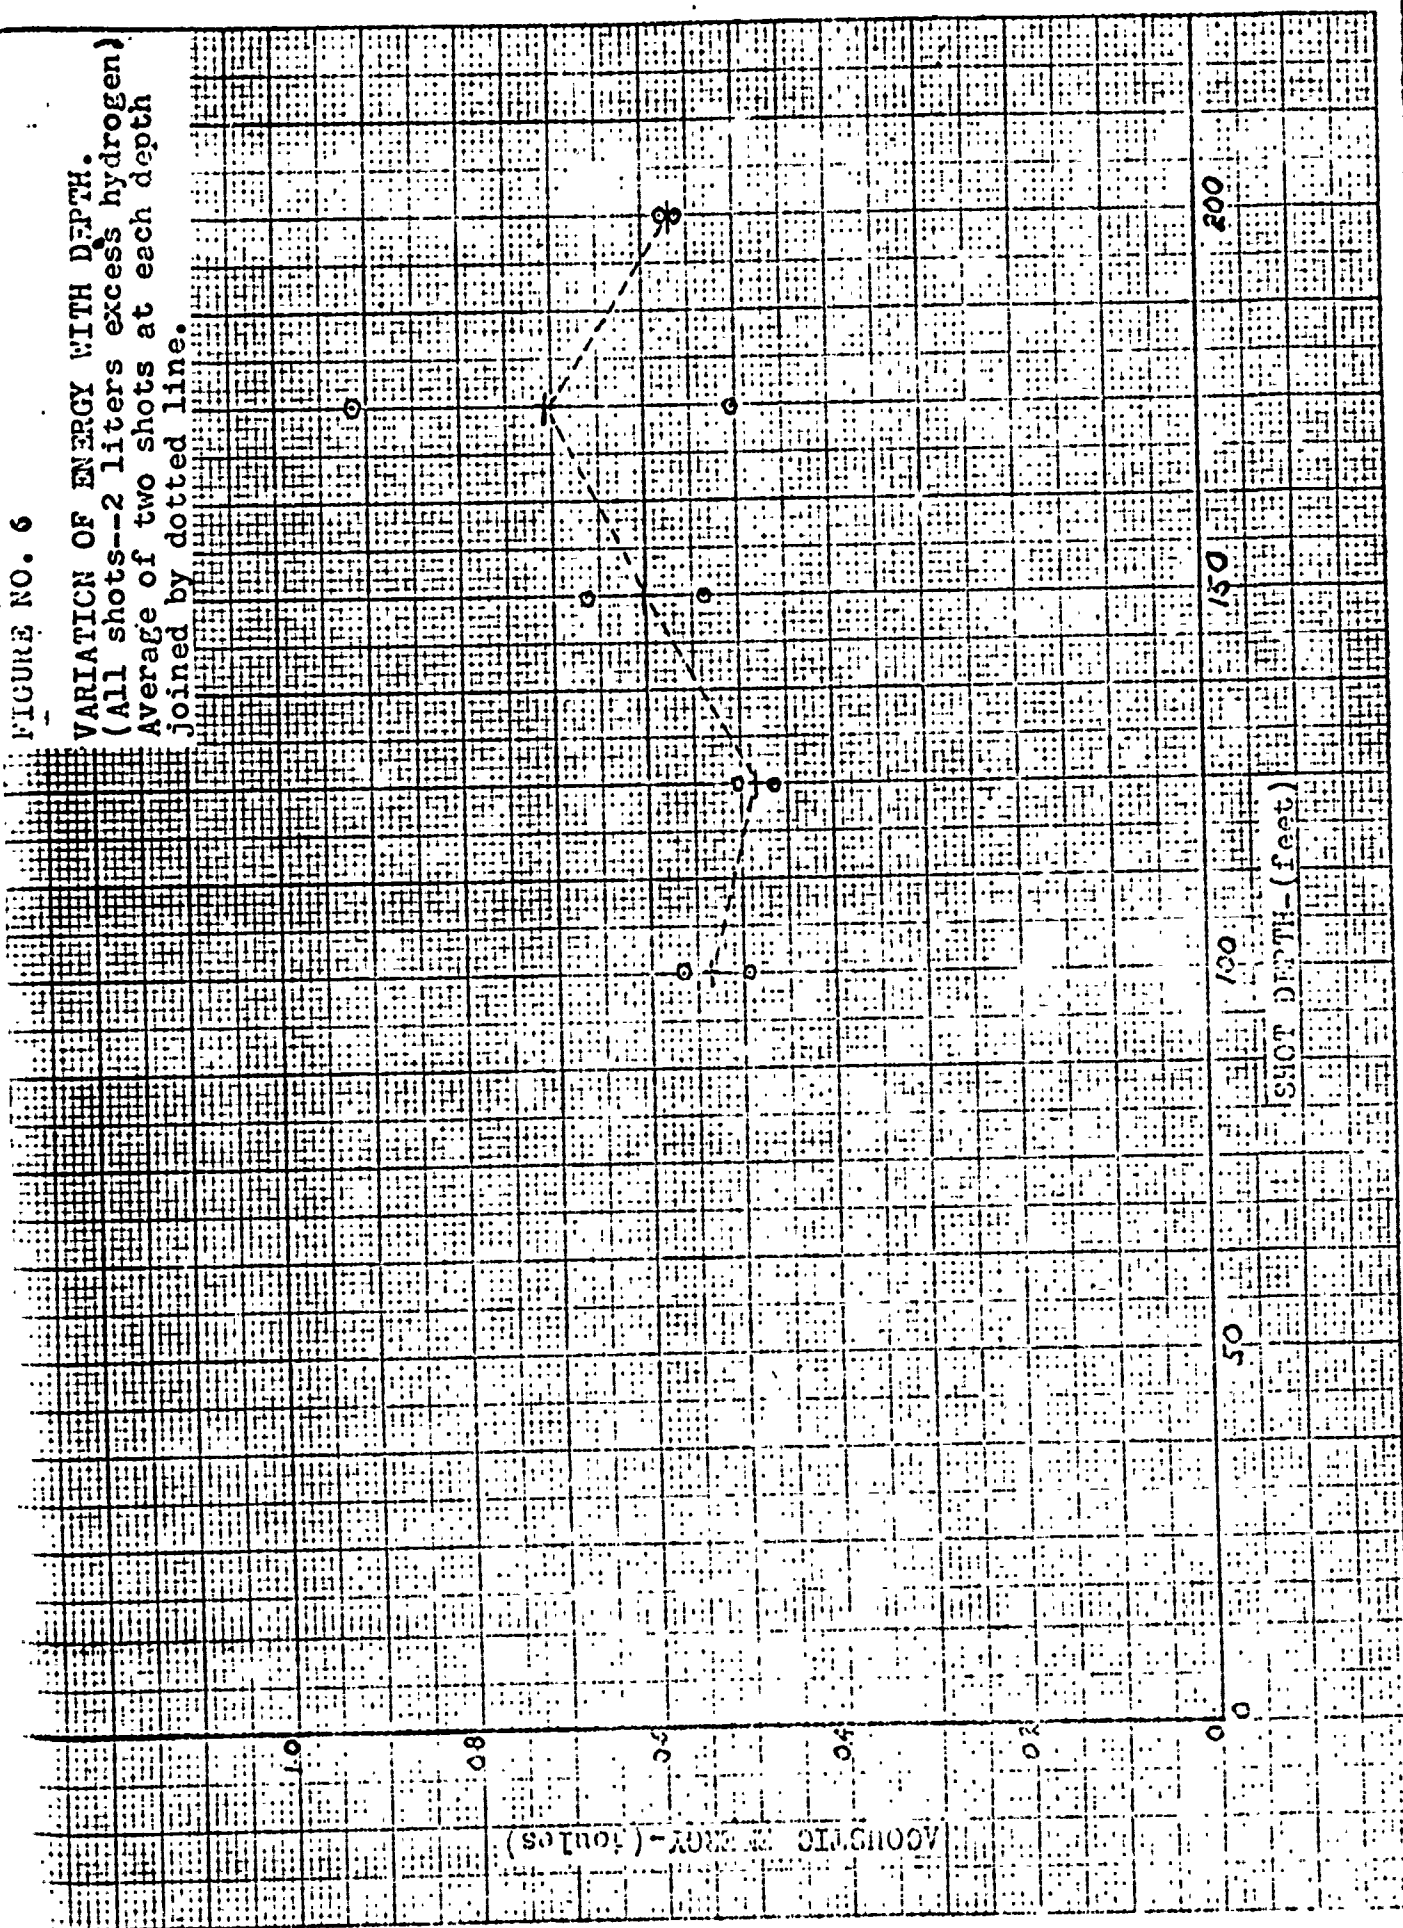 FIGURE NO. 6
VARIATICN OF ENERGY WITH DEPTH.
(All shots--2 liters excess hydrogen)
Average of two shots at each depth
joined by dotted line.
1.0
0.8
0.6
0.4
0.2
0
ACOUSTIC ENERGY-(joules)
0
50
100
150
200
SHOT DEPTH-(feet)